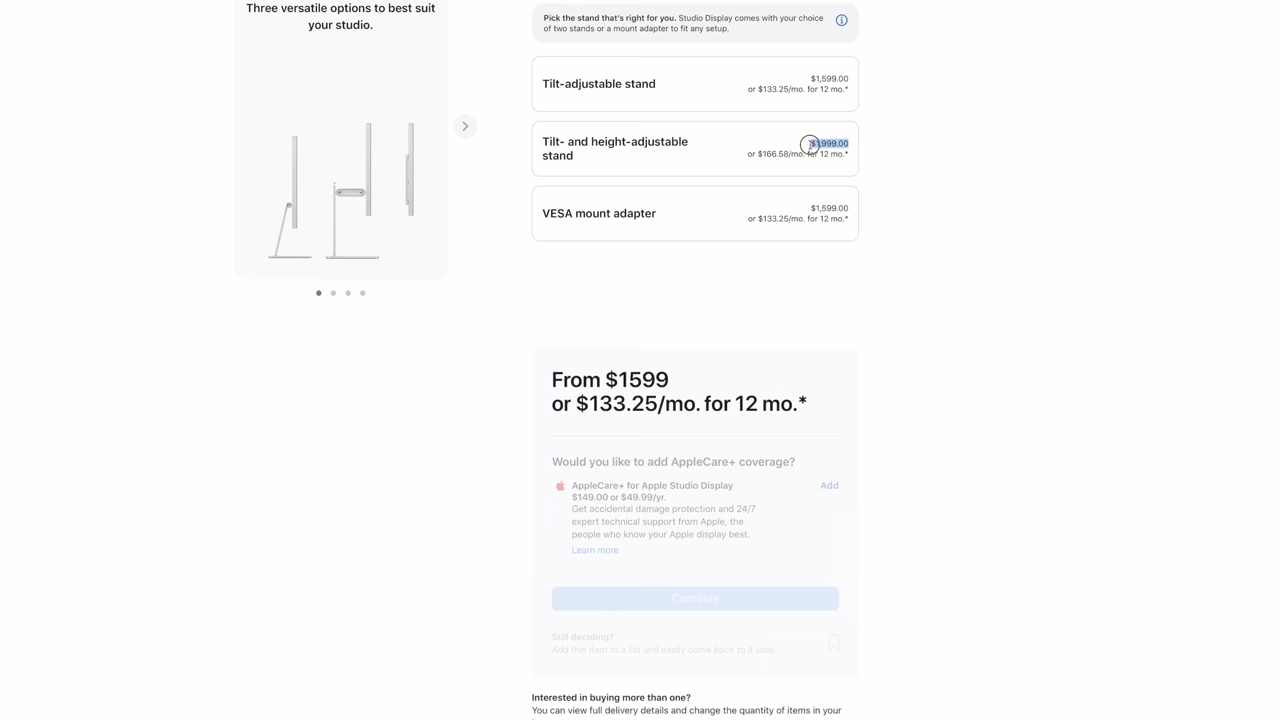 Three versatile options to best suit
your studio.
Pick the stand that's right for you. Studio Display comes with your choice
of two stands or a mount adapter to fit any setup.
Tilt-adjustable stand
$1,599.00
or $133.25/mo. for 12 mo.*
Tilt- and height-adjustable
stand
$1,999.00
or $166.58/mo. for 12 mo.*
VESA mount adapter
$1,599.00
or $133.25/mo. for 12 mo.*
From $1599
or $133.25/mo. for 12 mo.*
Would you like to add AppleCare+ coverage?
AppleCare+ for Apple Studio Display
Add
$149.00 or $49.99/yr.
Get accidental damage protection and 24/7
expert technical support from Apple, the
people who know your Apple display best.
Learn more
Continue
Still deciding?
Add this item to a list and easily come back to it later.
Interested in buying more than one?
You can view full delivery details and change the quantity of items in your